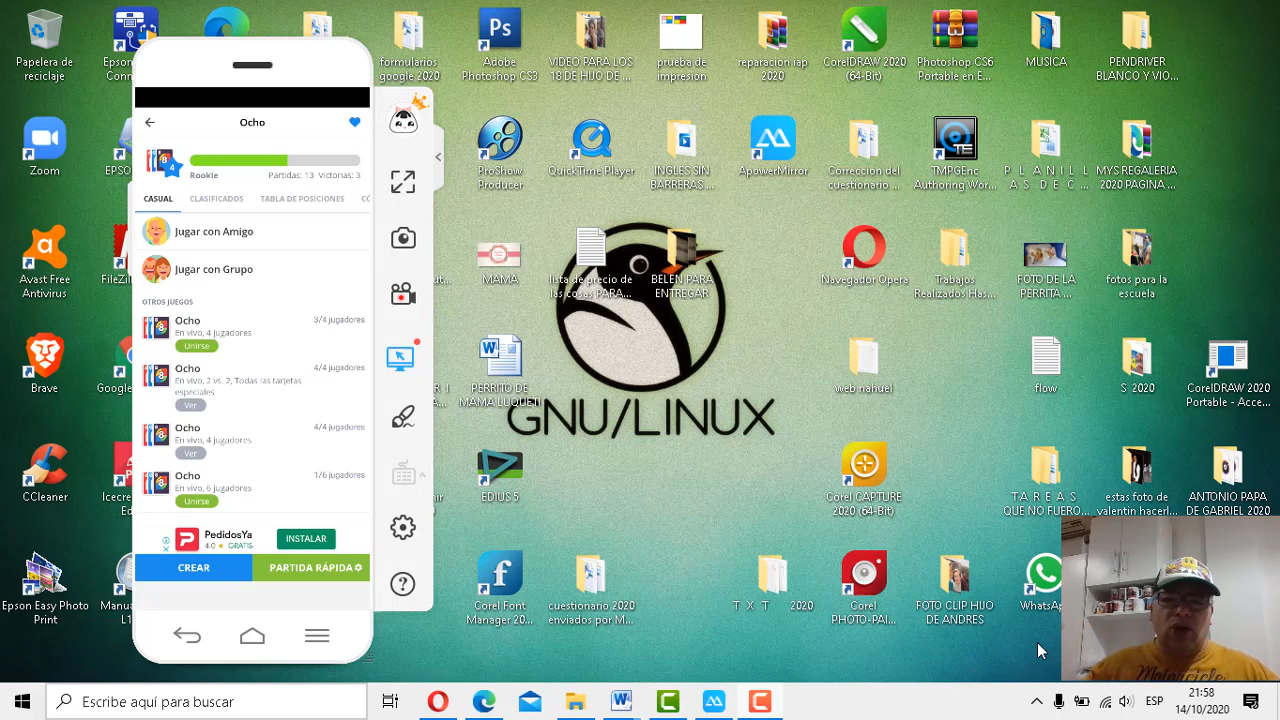 Ocho
Rookie
Partidas: 13 Victorias: 3
CASUAL
CLASIFICADOS
TABLA DE POSICIONES
Jugar con Amigo
Jugar con Grupo
OTROS JUEGOS
Ocho
3/4 jugadores
En vivo, 4 jugadores
Unirse
Ocho
4/4 jugadores
En vivo, 2 vs. 2, Todas las tarjetas
especiales
Ver
Ocho
4/4 jugadores
En vivo, 4 jugadores
Ver
Ocho
1/6 jugadores
En vivo, 6 jugadores
Unirse
PedidosYa
4.0 ★ GRATIS
INSTALAR
CREAR
PARTIDA RÁPIDA
Papelera de
reciclaje
Zoom
Avast Free
Antivirus
Brave
CCleaner
Epson Easy Photo
Print
formularios
google 2020
Adobe
Photoshop CS3
VIDEO PARA LOS
18 DE HIJO DE ...
prueba de
impresion
reparacion iap
2020
CorelDRAW 2020
(64-Bit)
Photoshop CS6
Portable en E...
MUSICA
PENDRIVER
BLANCO Y VIO...
ProShow
Producer
QuickTime Player
INGLES SIN
BARRERAS ...
ApowerMirror
Correccion del
cuestionario ...
TMPGEnc
Authoring Wor...
P L A N I L L
A S D E C ...
MYS REGALERIA
2020 PAGINA ...
MAMA
lista de precio de
las cosas PARA...
BELEN PARA
ENTREGAR
Navegador Opera
Trabajos
Realizados Has...
FOTO DE LA
PERRITA ...
fotos para la
escuela
PERRITO DE
MAMA LUQUETI
GNU/LINUX
web nahuel
flow
S 2020
CorelDRAW 2020
Portable - Acce...
EDIUS 5
Corel CAPTURE
2020 (64-Bit)
T A R E A S
QUE NO FUERO...
estas foto de
valentin hacerl...
ANTONIO PAPA
DE GABRIEL 2020
Corel Font
Manager 20...
cuestionario 2020
enviados por M...
T X T 2020
Corel
PHOTO-PAI...
FOTO CLIP HIJO
DE ANDRES
WhatsAp
Escribe aquí para buscar
ESP
21:58
14/10/2020